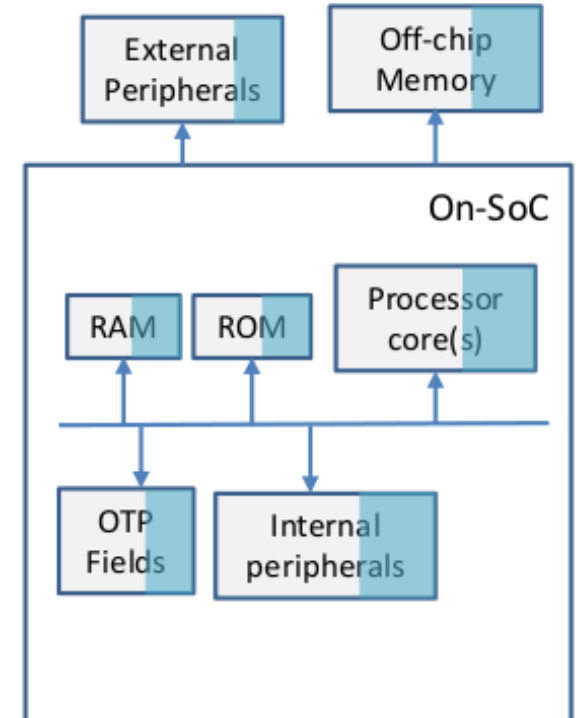 External
Peripherals
Off-chip
Memory
On-SoC
RAM
ROM
Processor
core(s)
OTP
Fields
Internal
peripherals